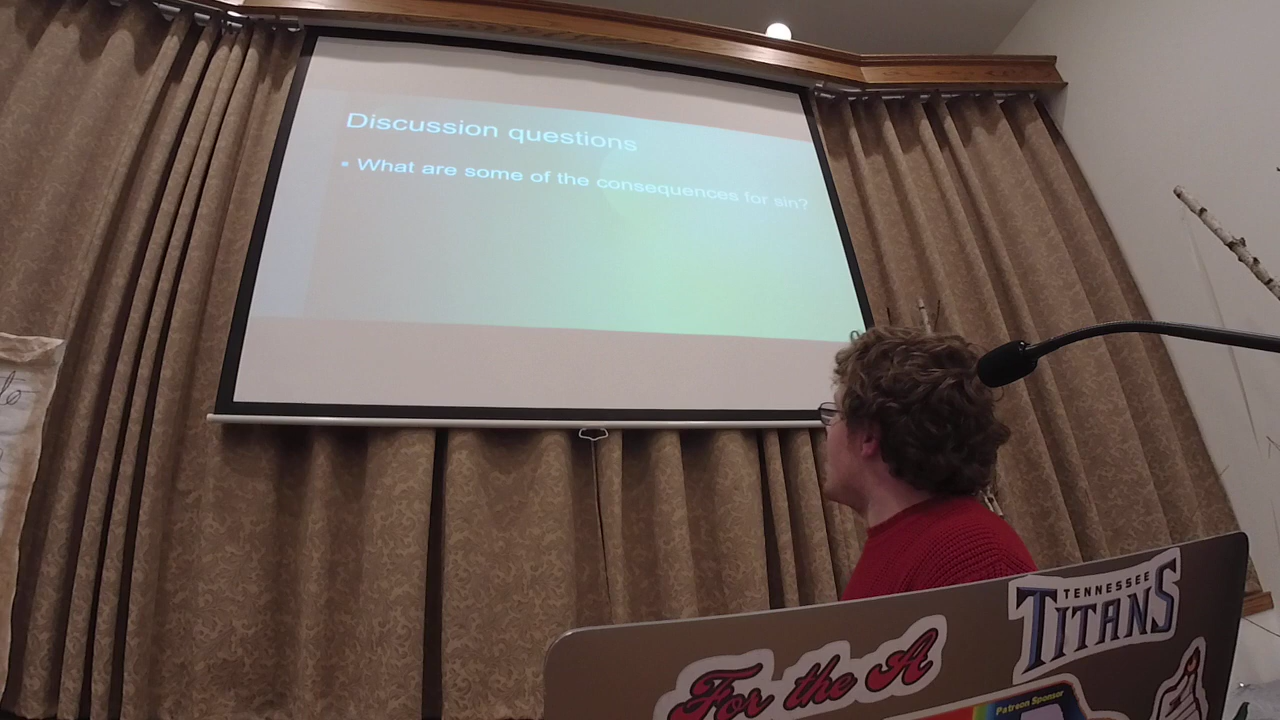 Discussion questions
▪ What are some of the consequences for sin?
TENNESSEE
TITANS
For the A
Patreon Sponsor